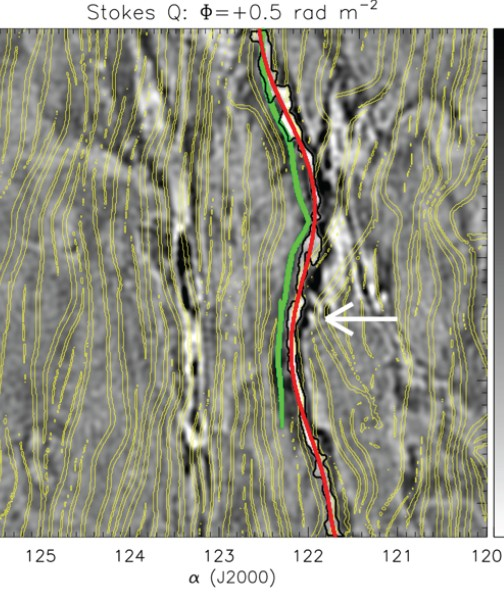 Stokes Q: Φ=+0.5 rad m⁻²
125 124 123 122 121 120
α (J2000)